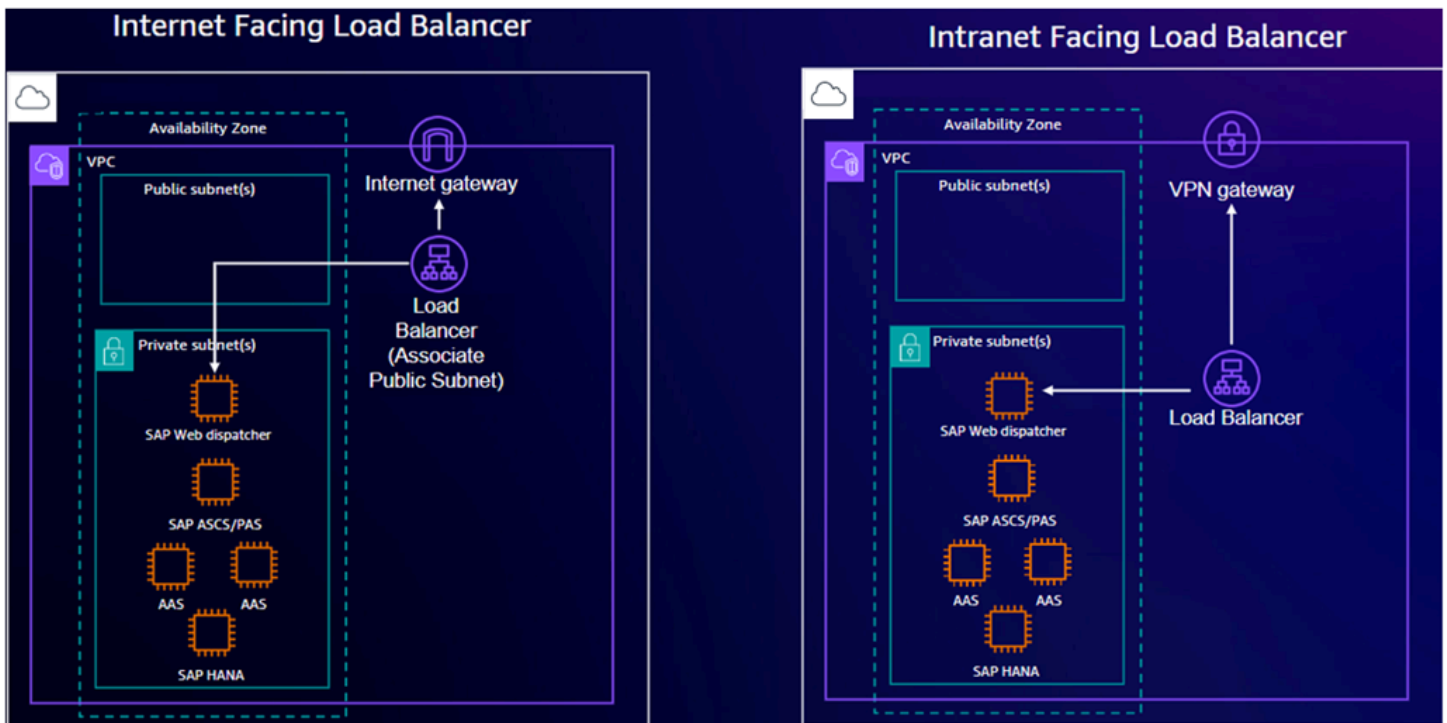 Internet Facing Load Balancer
Availability Zone
VPC
Public subnet(s)
Internet gateway
Load
Balancer
(Associate
Public Subnet)
Private subnet(s)
SAP Web dispatcher
SAP ASCS/PAS
AAS
AAS
SAP HANA
Intranet Facing Load Balancer
Availability Zone
VPC
Public subnet(s)
VPN gateway
Private subnet(s)
Load Balancer
SAP Web dispatcher
SAP ASCS/PAS
AAS
AAS
SAP HANA